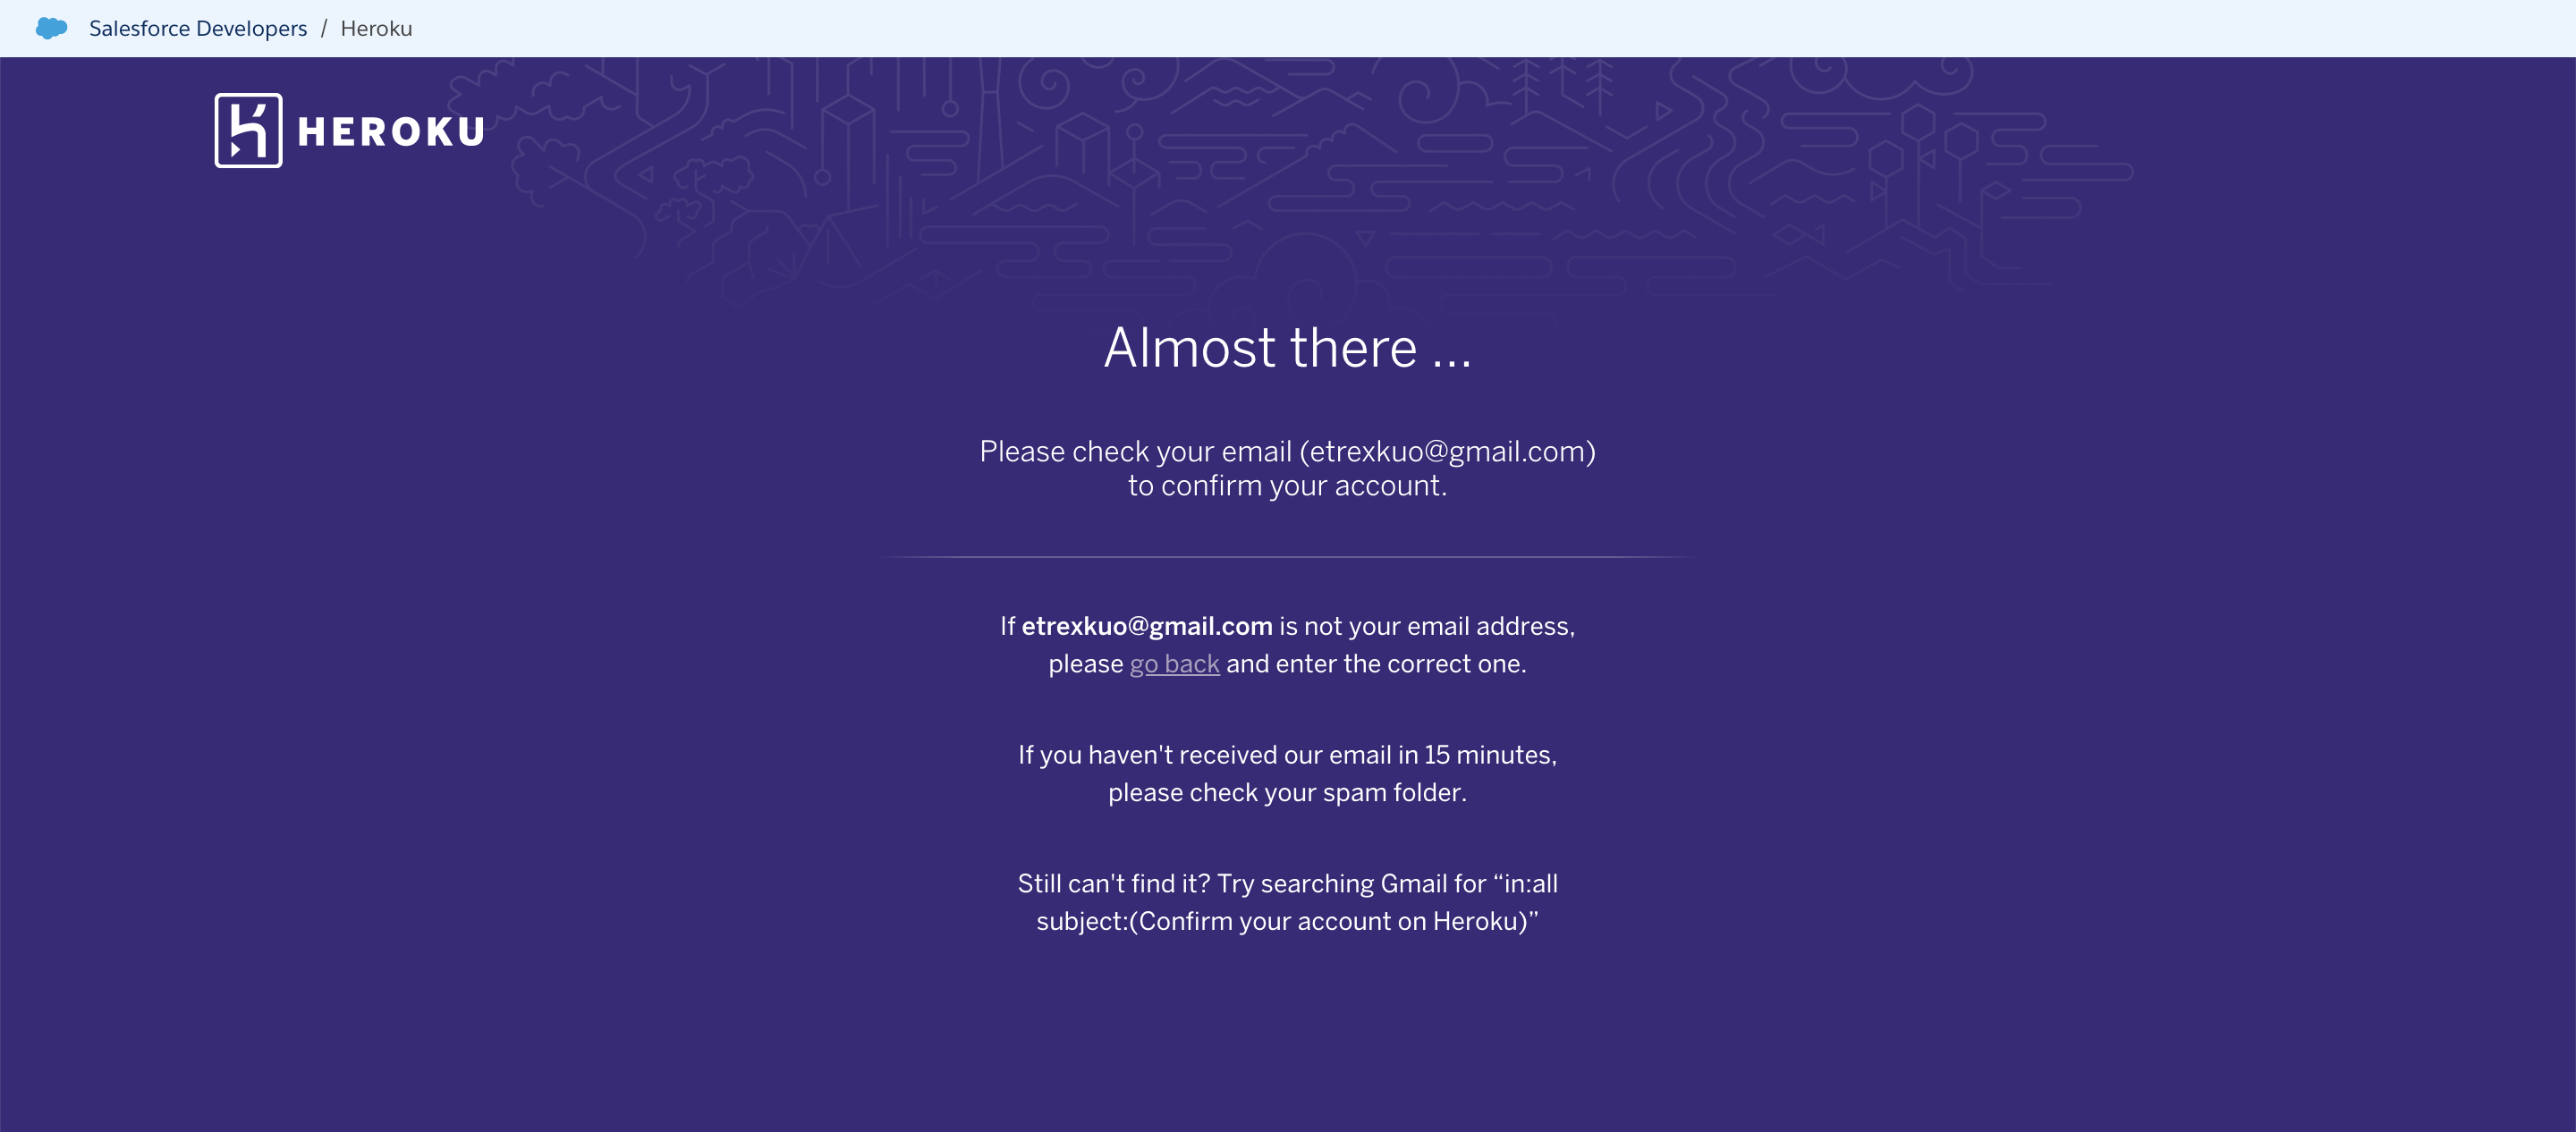 Salesforce Developers / Heroku
HEROKU
Almost there ...
Please check your email (etrexkuo@gmail.com)
to confirm your account.
If etrexkuo@gmail.com is not your email address,
please go back and enter the correct one.
If you haven't received our email in 15 minutes,
please check your spam folder.
Still can't find it? Try searching Gmail for “in:all
subject:(Confirm your account on Heroku)”